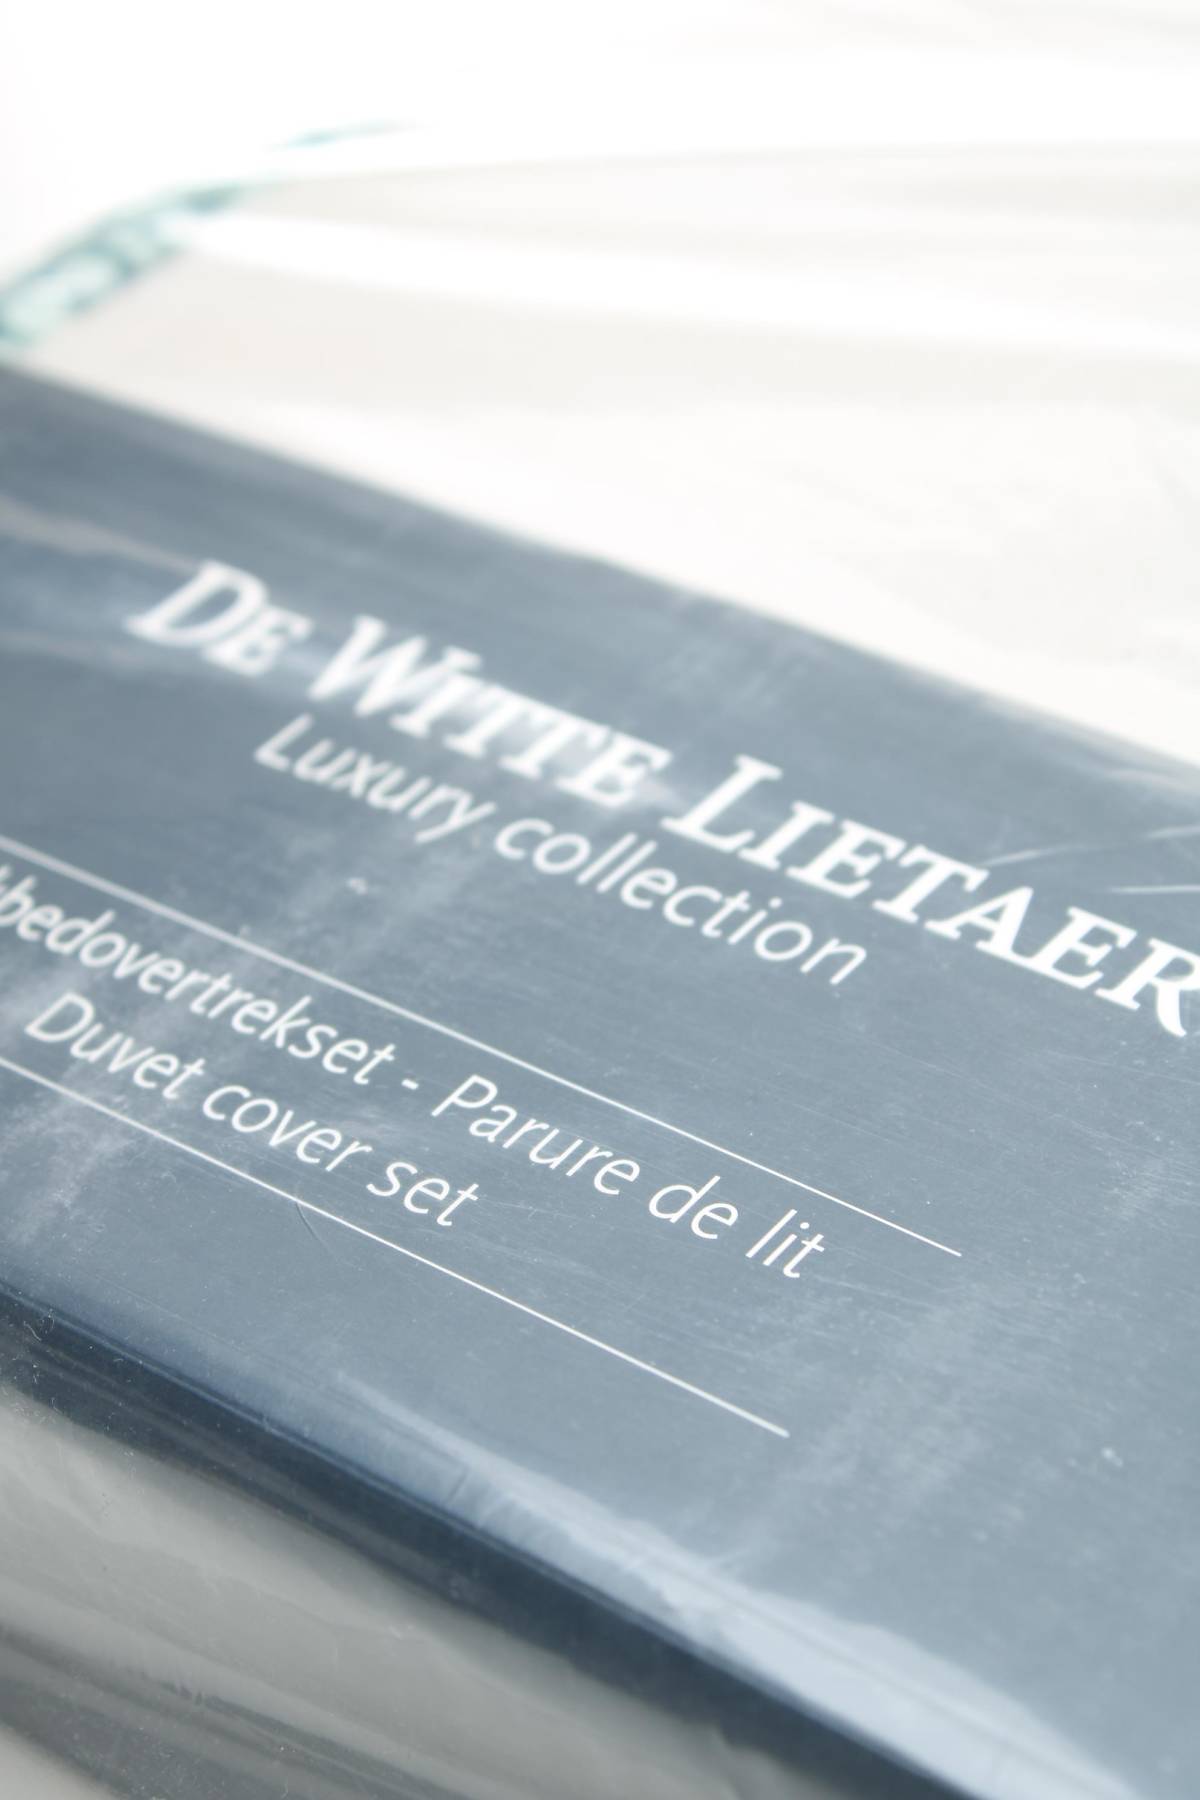 DE WITTE LIETAER
Luxury collection
bedovertrekset - Parure de lit
Duvet cover set